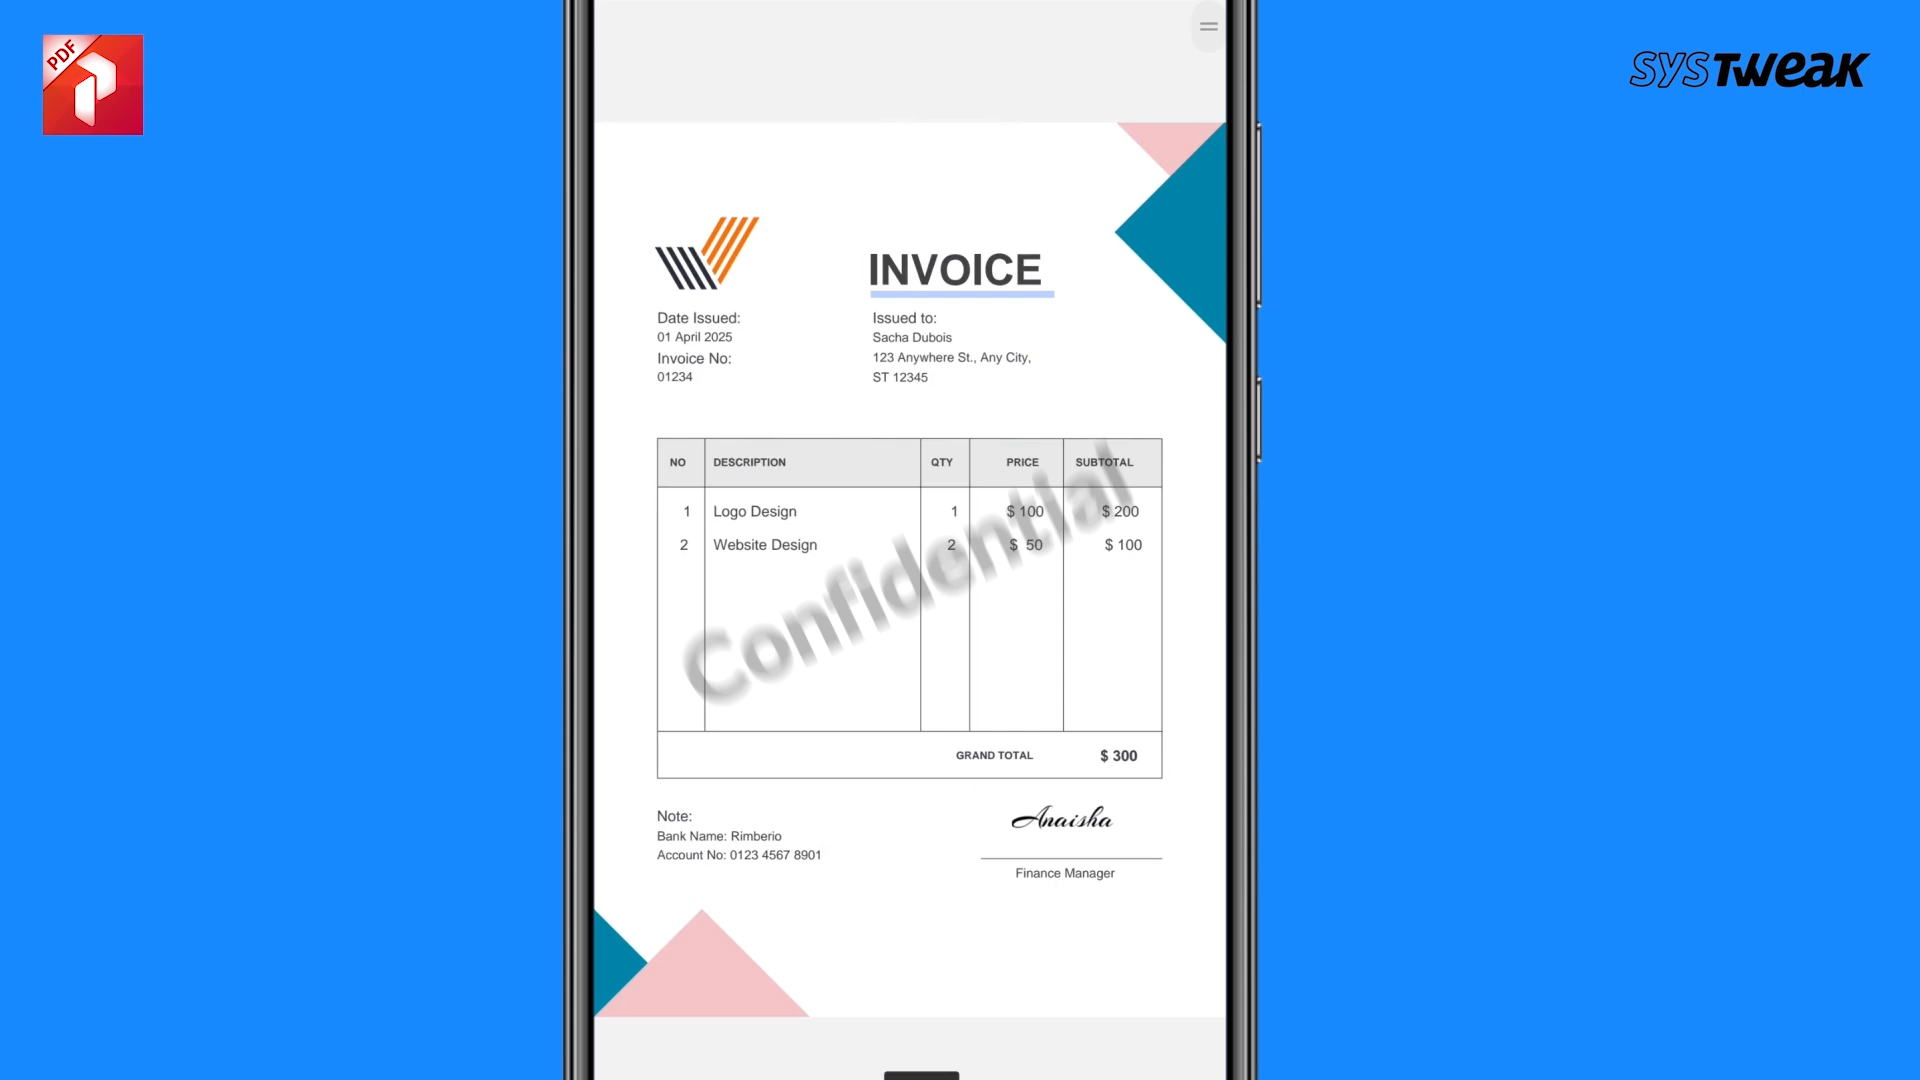 PDF
SYSTWEAK
INVOICE
Date Issued:
01 April 2025
Invoice No:
01234
Issued to:
Sacha Dubois
123 Anywhere St., Any City,
ST 12345
NO DESCRIPTION QTY PRICE SUBTOTAL
1 Logo Design 1 $ 100 $ 200
2 Website Design 2 $ 50 $ 100
Confidential
GRAND TOTAL $ 300
Note:
Bank Name: Rimberio
Account No: 0123 4567 8901
Anaisha
Finance Manager